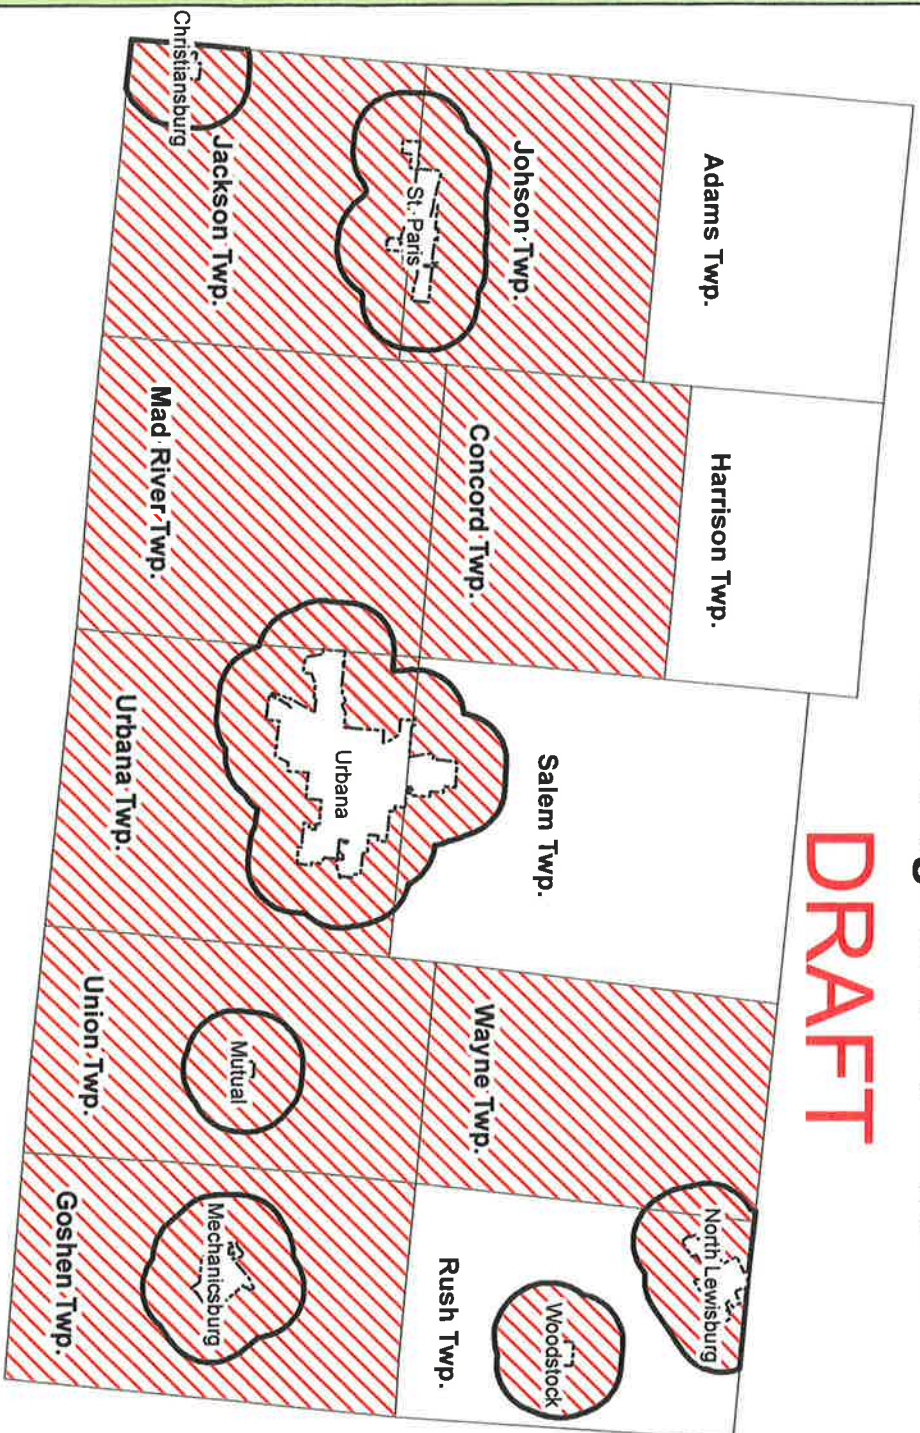 DRAFT
Adams Twp.
Harrison Twp.
Salem Twp.
Wayne Twp.
North Lewisburg
Johson Twp.
Concord Twp.
Rush Twp.
Woodstock
St. Paris
Urbana
Mutual
Mechanicsburg
Christiansburg
Jackson Twp.
Mad River Twp.
Urbana Twp.
Union Twp.
Goshen Twp.